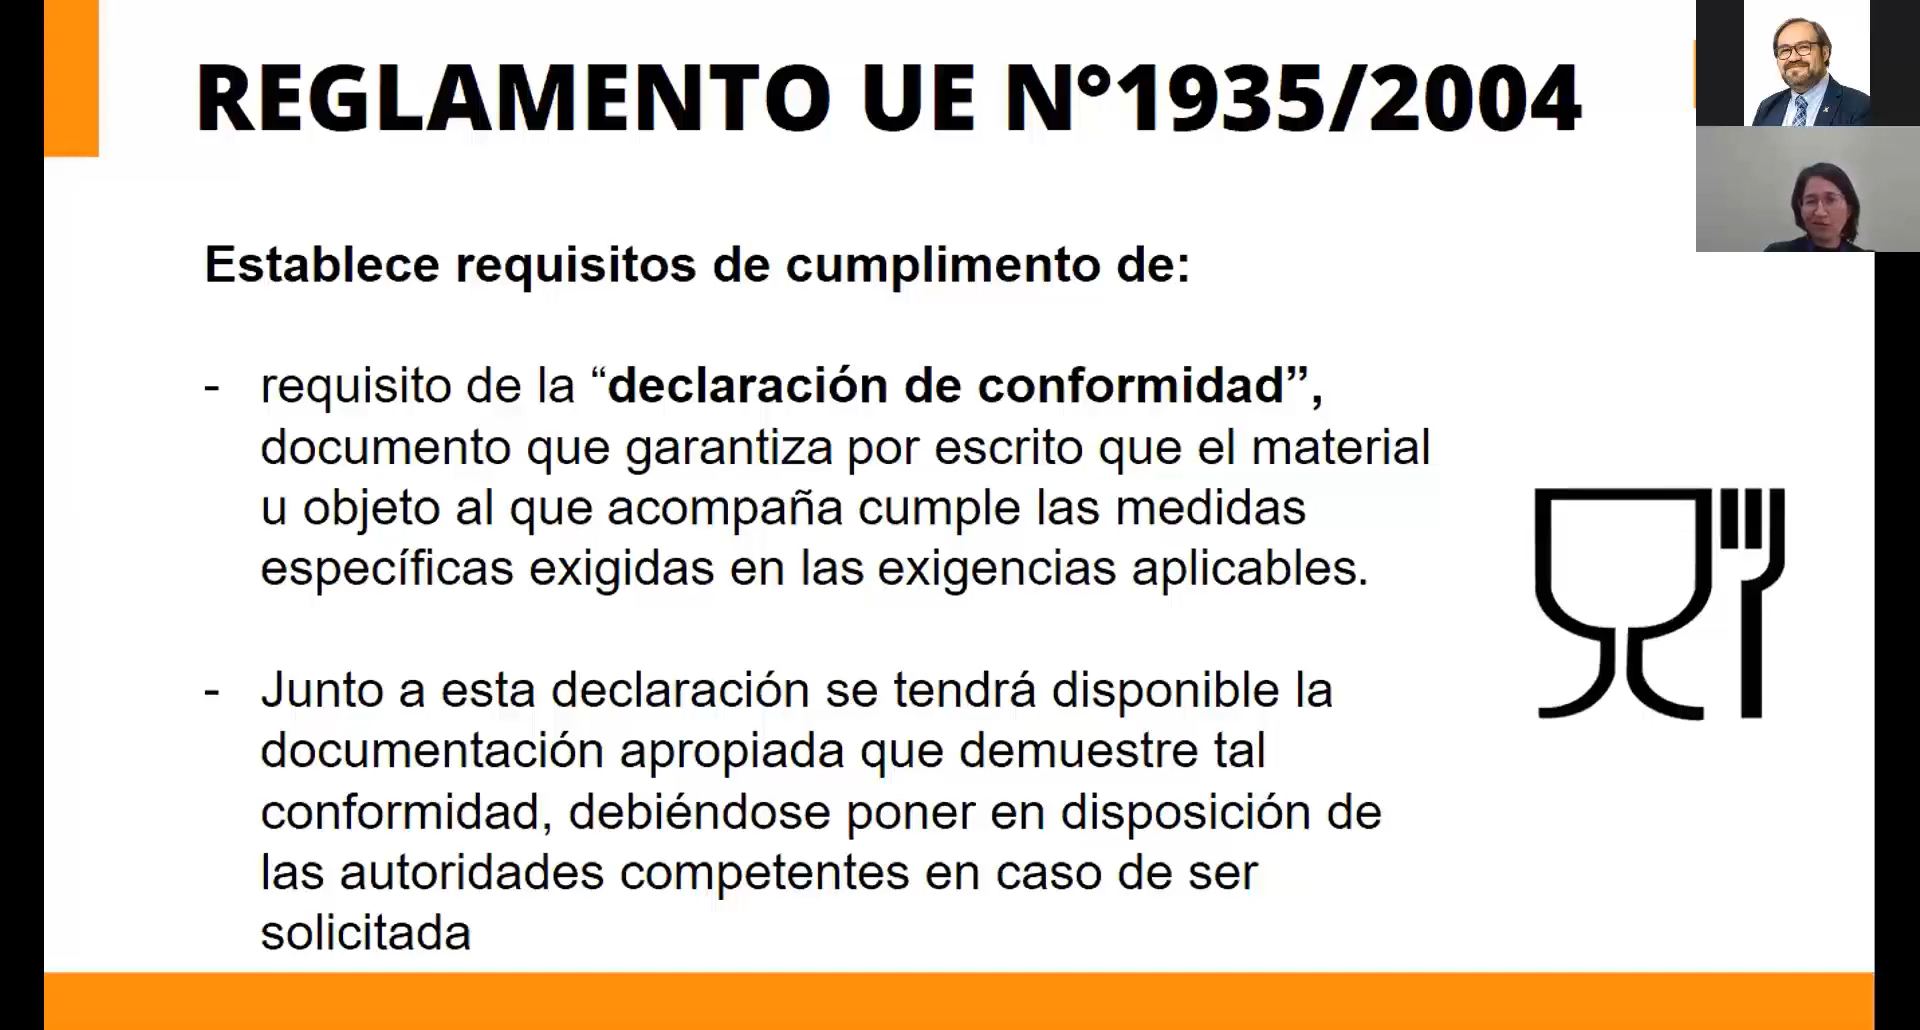 REGLAMENTO UE N°1935/2004
Establece requisitos de cumplimento de:
- requisito de la “declaración de conformidad”,
documento que garantiza por escrito que el material
u objeto al que acompaña cumple las medidas
específicas exigidas en las exigencias aplicables.
- Junto a esta declaración se tendrá disponible la
documentación apropiada que demuestre tal
conformidad, debiéndose poner en disposición de
las autoridades competentes en caso de ser
solicitada